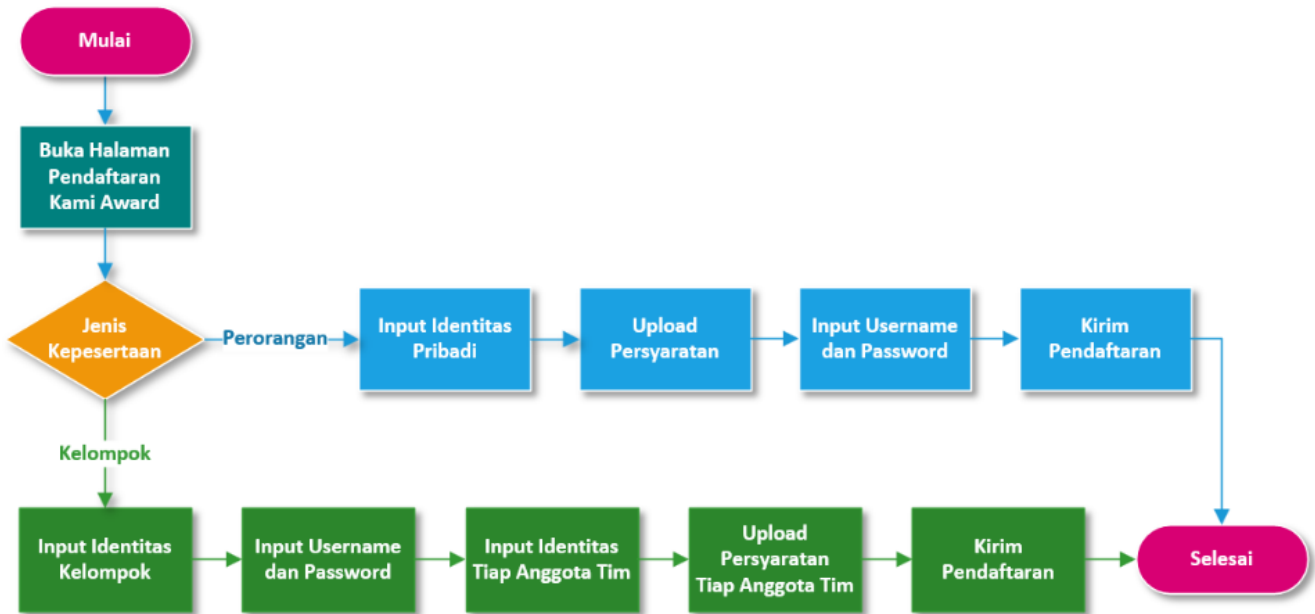 Mulai
Buka Halaman
Pendaftaran
Kami Award
Jenis
Kepesertaan
Perorangan
Input Identitas
Pribadi
Upload
Persyaratan
Input Username
dan Password
Kirim
Pendaftaran
Kelompok
Input Identitas
Kelompok
Input Username
dan Password
Input Identitas
Tiap Anggota Tim
Upload
Persyaratan
Tiap Anggota Tim
Kirim
Pendaftaran
Selesai